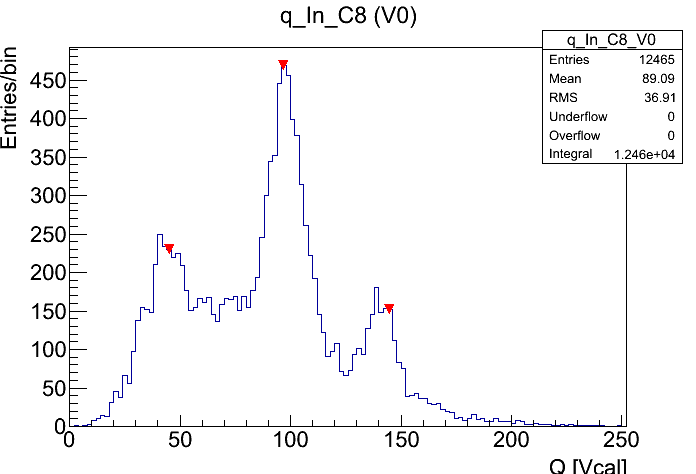 q_In_C8 (V0)
q_In_C8_V0
Entries 12465
Mean 89.09
RMS 36.91
Underflow 0
Overflow 0
Integral 1.246e+04
Entries/bin
450
400
350
300
250
200
150
100
50
0
0 50 100 150 200 250
Q [Vcal]